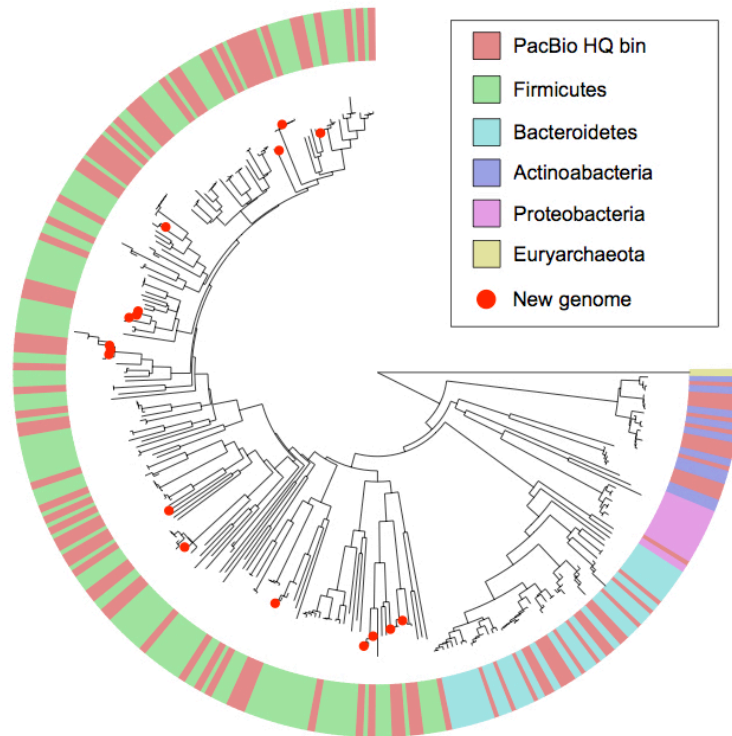 PacBio HQ bin
Firmicutes
Bacteroidetes
Actinoabacteria
Proteobacteria
Euryarchaeota
New genome